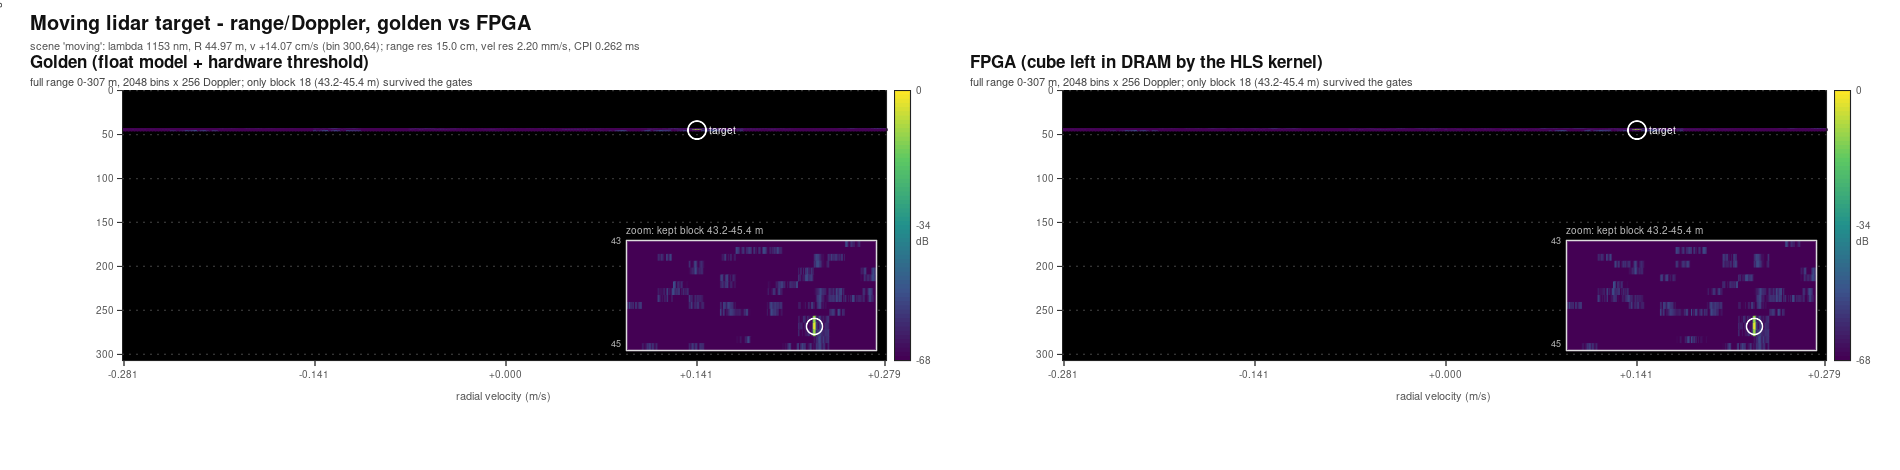 Moving lidar target - range/Doppler, golden vs FPGA
scene 'moving': lambda 1153 nm, R 44.97 m, v +14.07 cm/s (bin 300,64); range res 15.0 cm, vel res 2.20 mm/s, CPI 0.262 ms
Golden (float model + hardware threshold)
full range 0-307 m, 2048 bins x 256 Doppler; only block 18 (43.2-45.4 m) survived the gates
0
50
100
150
200
250
300
target
zoom: kept block 43.2-45.4 m
43
45
-0.281
-0.141
+0.000
+0.141
+0.279
radial velocity (m/s)
0
-34
dB
-68
FPGA (cube left in DRAM by the HLS kernel)
full range 0-307 m, 2048 bins x 256 Doppler; only block 18 (43.2-45.4 m) survived the gates
0
50
100
150
200
250
300
target
zoom: kept block 43.2-45.4 m
43
45
-0.281
-0.141
+0.000
+0.141
+0.279
radial velocity (m/s)
0
-34
dB
-68